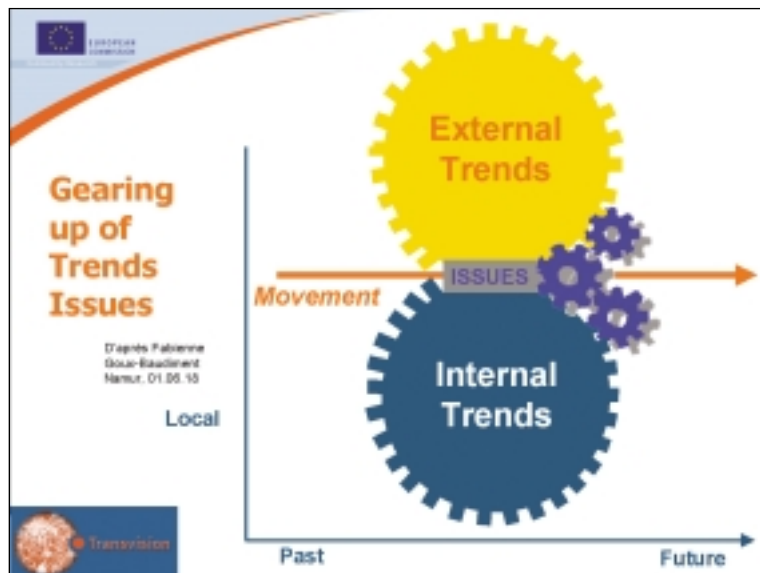 EUROPEAN
COMMISSION
Gearing
up of
Trends
Issues
D'après Fabienne
Goux-Baudiment
Namur, 01.06.18
External
Trends
ISSUES
Movement
Internal
Trends
Local
Past
Future
Transvision